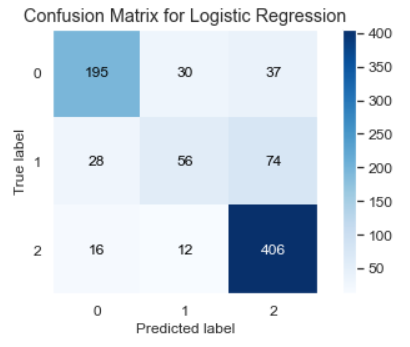 Confusion Matrix for Logistic Regression
0 195 30 37
1 28 56 74
2 16 12 406
0 1 2
True label
Predicted label
400
350
300
250
200
150
100
50